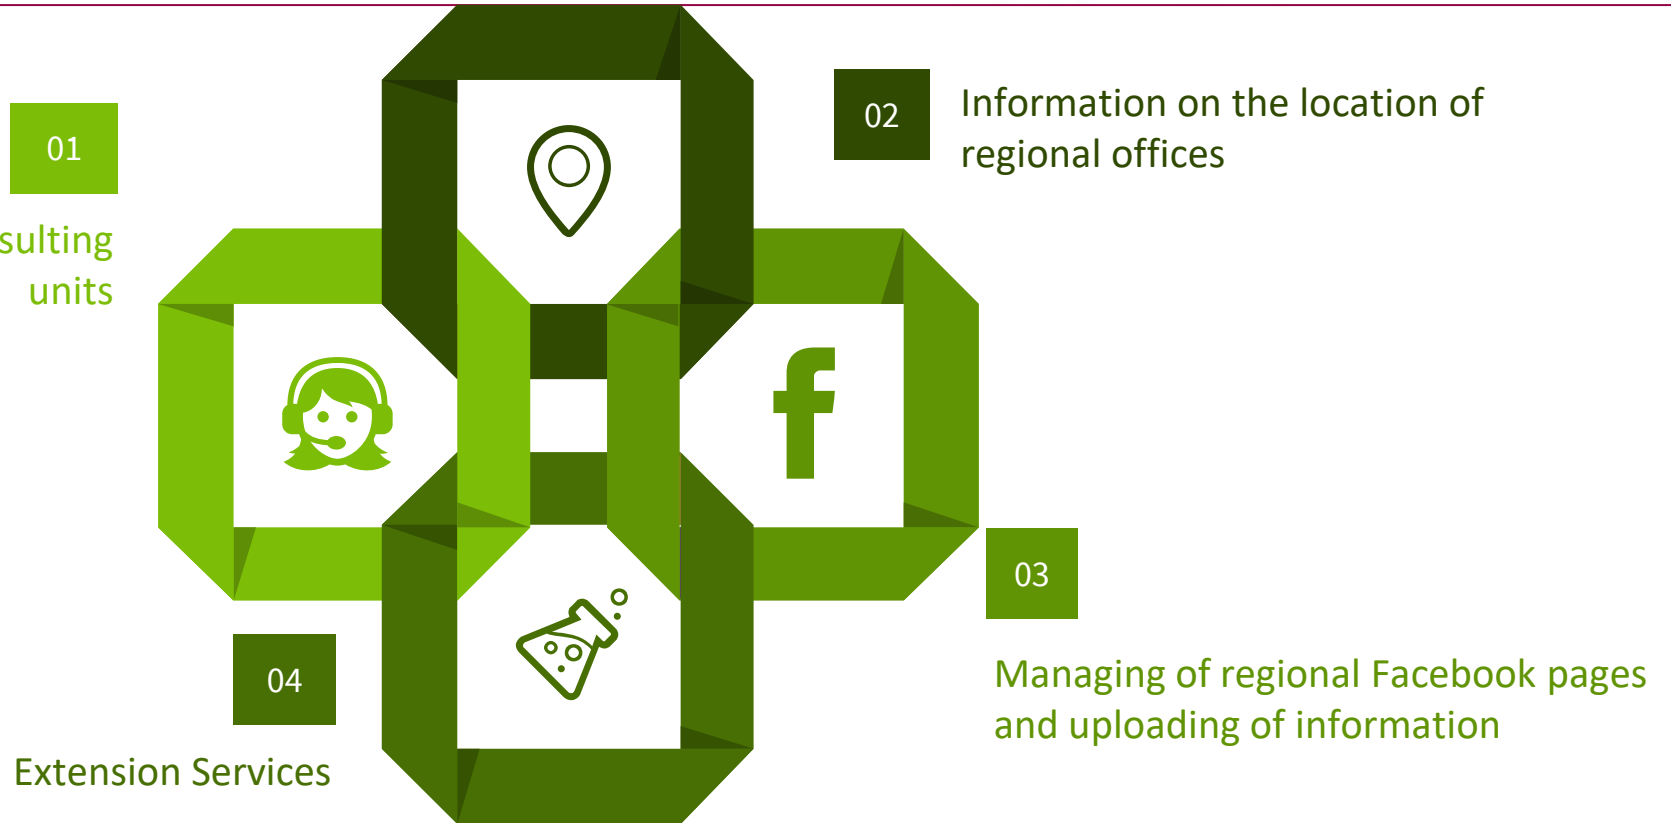 01
units
02
Information on the location of
regional offices
03
Managing of regional Facebook pages
and uploading of information
04
Extension Services